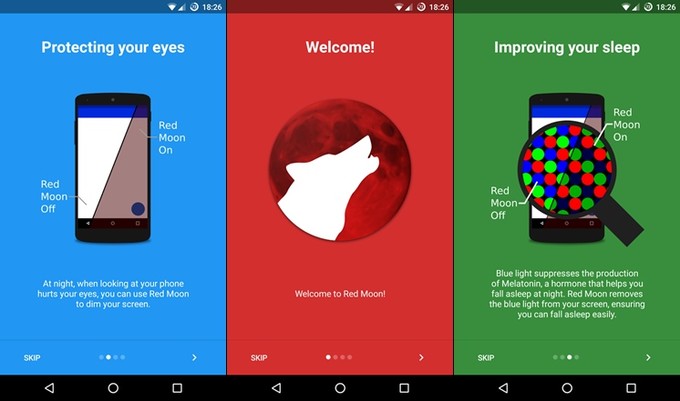 18:26
Protecting your eyes
Red
Moon
On
Red
Moon
Off
At night, when looking at your phone
hurts your eyes, you can use Red Moon
to dim your screen.
SKIP
18:26
Welcome!
Welcome to Red Moon!
SKIP
18:26
Improving your sleep
Red
Moon
On
Red
Moon
Off
Blue light suppresses the production
of Melatonin, a hormone that helps you
fall asleep at night. Red Moon removes
the blue light from your screen, ensuring
you can fall asleep easily.
SKIP